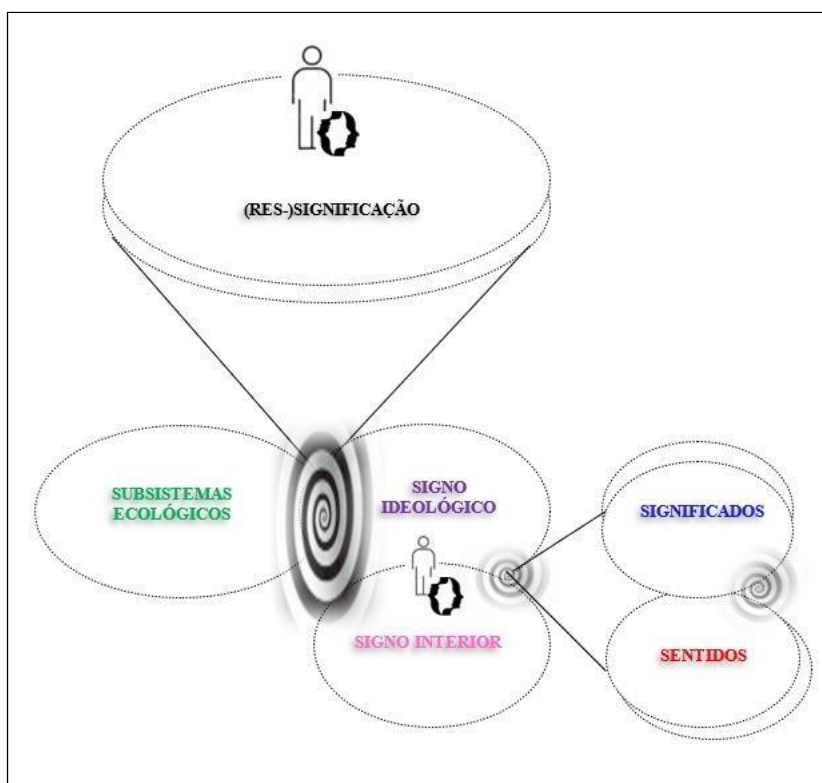 (RES-)SIGNIFICAÇÃO
SUBSISTEMAS
ECOLÓGICOS
SIGNO
IDEOLÓGICO
SIGNIFICADOS
SIGNO INTERIOR
SENTIDOS